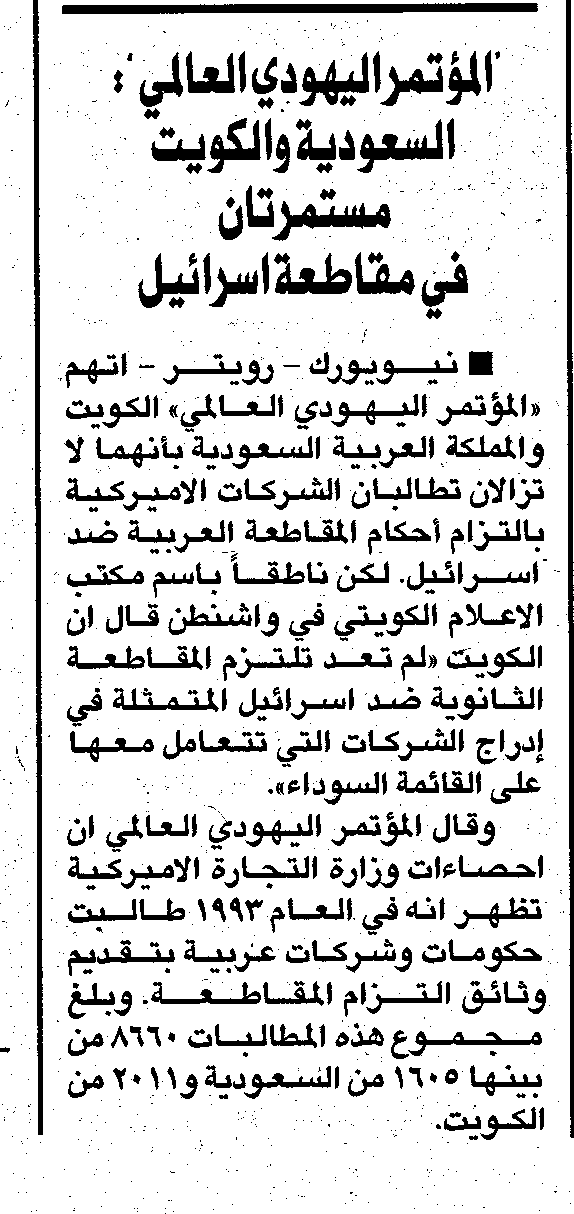 "المؤتمر اليهودي العالمي":
السعودية والكويت
مستمرتان
في مقاطعة اسرائيل
■ نيويورك – رويتر – اتهم
«المؤتمر اليهودي العالمي» الكويت
والمملكة العربية السعودية بأنهما لا
تزالان تطالبان الشركات الاميركية
بالتزام أحكام المقاطعة العربية ضد
اسرائيل. لكن ناطقاً باسم مكتب
الاعلام الكويتي في واشنطن قال ان
الكويت «لم تعد تلتزم المقاطعة
الثانوية ضد اسرائيل المتمثلة في
إدراج الشركات التي تتعامل معها
على القائمة السوداء».
وقال المؤتمر اليهودي العالمي ان
احصاءات وزارة التجارة الاميركية
تظهر انه في العام ١٩٩٣ طالبت
حكومات وشركات عربية بتقديم
وثائق التزام المقاطعة. وبلغ
مجموع هذه المطالبات ٨٦٦٠ من
بينها ١٦٠٥ من السعودية و٢٠١١ من
الكويت.